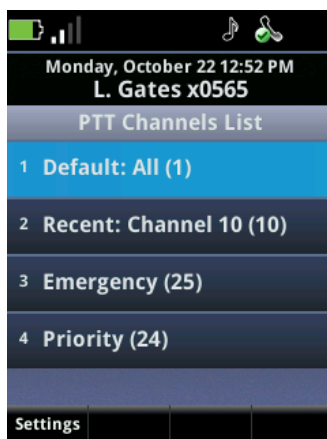 Monday, October 22 12:52 PM
L. Gates x0565
PTT Channels List
1 Default: All (1)
2 Recent: Channel 10 (10)
3 Emergency (25)
4 Priority (24)
Settings